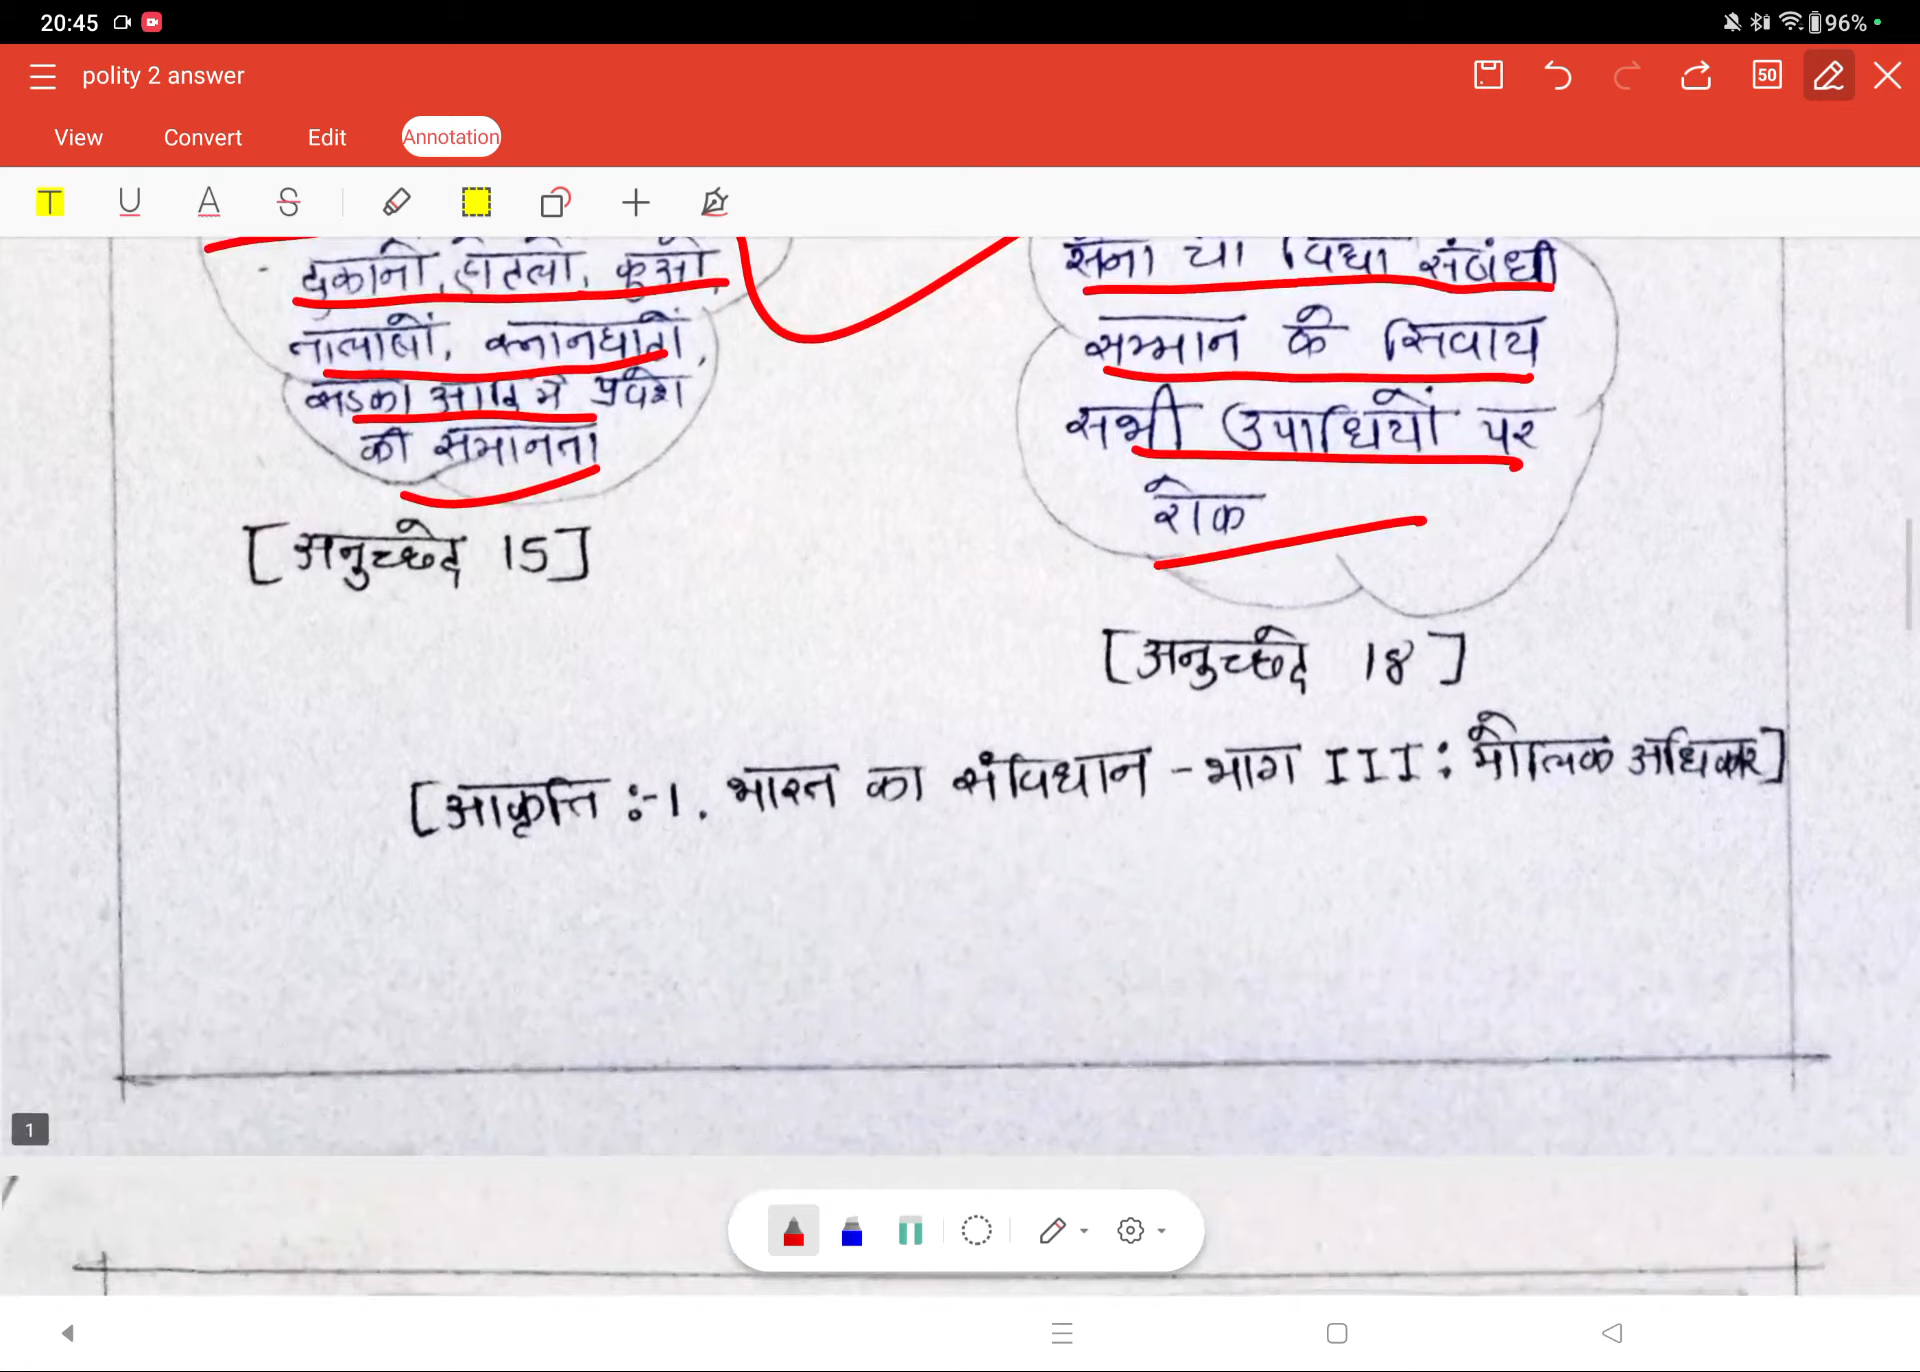 20:45
96%
polity 2 answer
50
View Convert Edit Annotation
दुकानों, होटलों, कुओं,
तालाबों, स्नानघाटों,
सडकों आदि में प्रवेश
की समानता
[अनुच्छेद 15]
सेना या विद्या संबंधी
सम्मान के सिवाय
सभी उपाधियों पर
रोक
[अनुच्छेद 18]
[आकृत्ति :-1. भारत का संविधान - भाग III : मौलिक अधिकार]
1